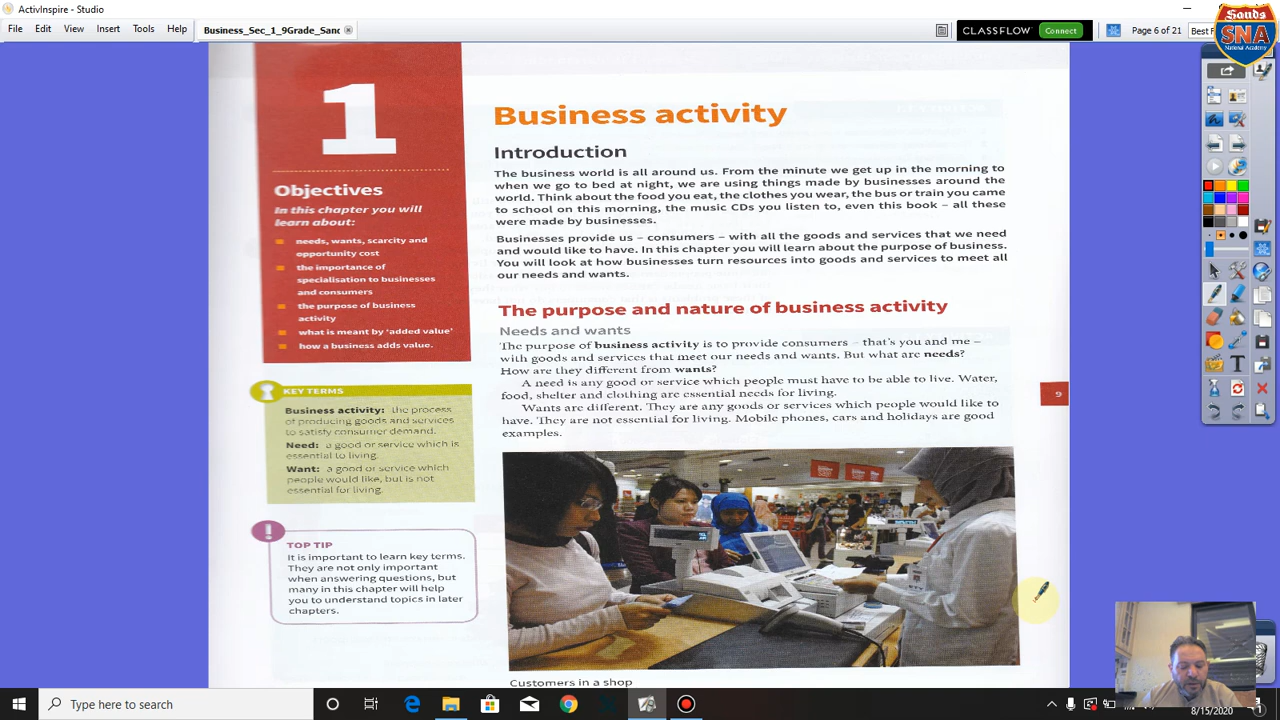 ActivInspire - Studio
File Edit View Insert Tools Help
Business_Sec_1_9Grade_Sand
CLASSFLOW Connect
Page 6 of 21
Best F
Sands
SNA
National Academy
1
Objectives
In this chapter you will
learn about:
needs, wants, scarcity and
opportunity cost
the importance of
specialisation to businesses
and consumers
the purpose of business
activity
what is meant by ‘added value’
how a business adds value.
KEY TERMS
Business activity: the process
of producing goods and services
to satisfy consumer demand.
Need: a good or service which is
essential to living.
Want: a good or service which
people would like, but is not
essential for living.
TOP TIP
It is important to learn key terms.
They are not only important
when answering questions, but
many in this chapter will help
you to understand topics in later
chapters.
Business activity
Introduction
The business world is all around us. From the minute we get up in the morning to
when we go to bed at night, we are using things made by businesses around the
world. Think about the food you eat, the clothes you wear, the bus or train you came
to school on this morning, the music CDs you listen to, even this book – all these
were made by businesses.
Businesses provide us – consumers – with all the goods and services that we need
and would like to have. In this chapter you will learn about the purpose of business.
You will look at how businesses turn resources into goods and services to meet all
our needs and wants.
The purpose and nature of business activity
Needs and wants
The purpose of business activity is to provide consumers – that’s you and me –
with goods and services that meet our needs and wants. But what are needs?
How are they different from wants?
A need is any good or service which people must have to be able to live. Water,
food, shelter and clothing are essential needs for living.
Wants are different. They are any goods or services which people would like to
have. They are not essential for living. Mobile phones, cars and holidays are good
examples.
9
Customers in a shop
Type here to search
8/15/2020